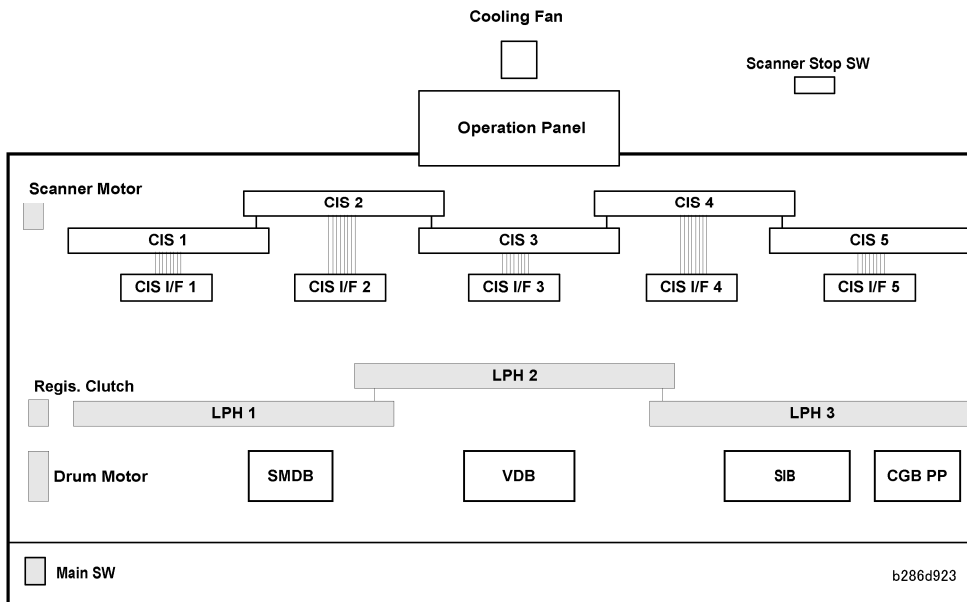 Cooling Fan
Scanner Stop SW
Operation Panel
Scanner Motor
CIS 2
CIS 4
CIS 1
CIS 3
CIS 5
CIS I/F 1
CIS I/F 2
CIS I/F 3
CIS I/F 4
CIS I/F 5
LPH 2
Regis. Clutch
LPH 1
LPH 3
Drum Motor
SMDB
VDB
SIB
CGB PP
Main SW
b286d923